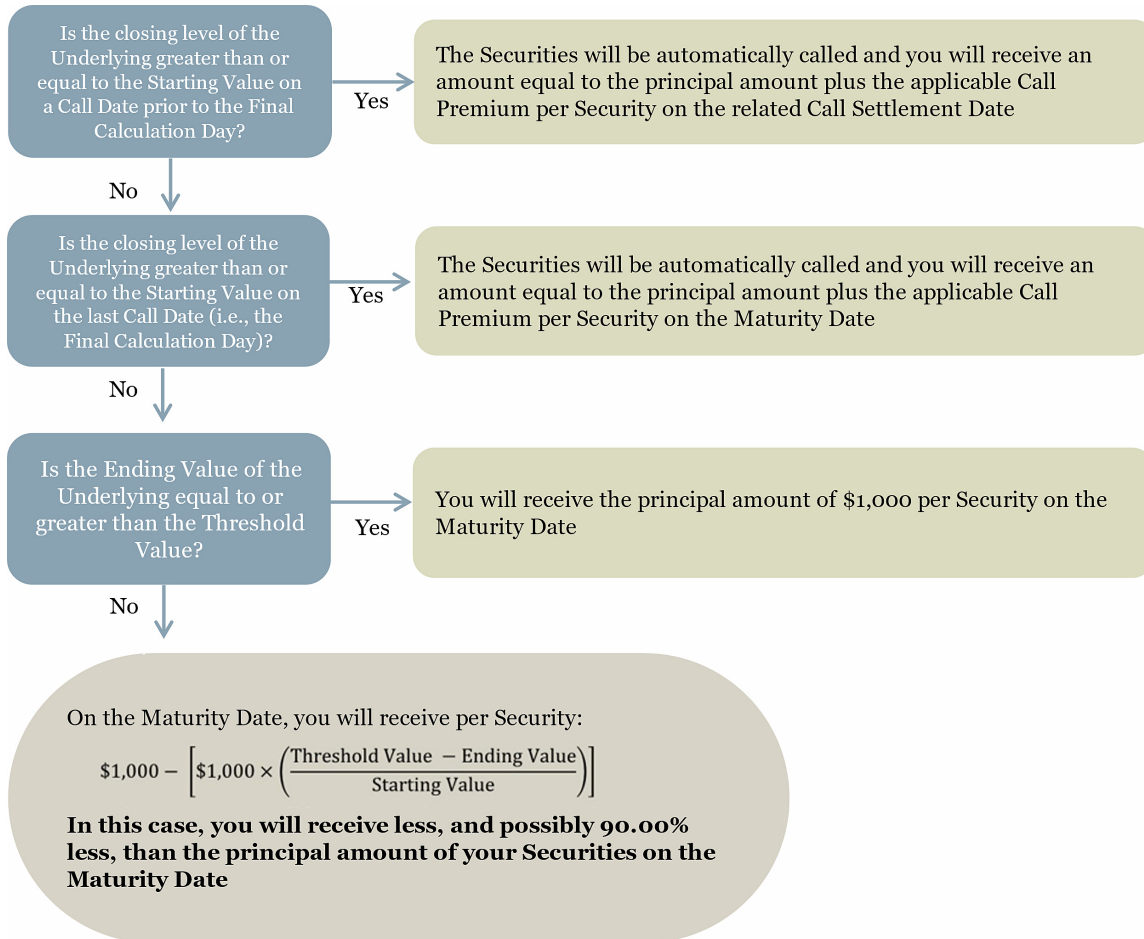 Is the closing level of the
Underlying greater than or
equal to the Starting Value on
a Call Date prior to the Final
Calculation Day?
Yes
The Securities will be automatically called and you will receive an
amount equal to the principal amount plus the applicable Call
Premium per Security on the related Call Settlement Date
No
Is the closing level of the
Underlying greater than or
equal to the Starting Value on
the last Call Date (i.e., the
Final Calculation Day)?
Yes
The Securities will be automatically called and you will receive an
amount equal to the principal amount plus the applicable Call
Premium per Security on the Maturity Date
No
Is the Ending Value of the
Underlying equal to or
greater than the Threshold
Value?
Yes
You will receive the principal amount of $1,000 per Security on the
Maturity Date
No
On the Maturity Date, you will receive per Security:
$1,000 − [$1,000 × (Threshold Value − Ending Value / Starting Value)]
In this case, you will receive less, and possibly 90.00%
less, than the principal amount of your Securities on the
Maturity Date